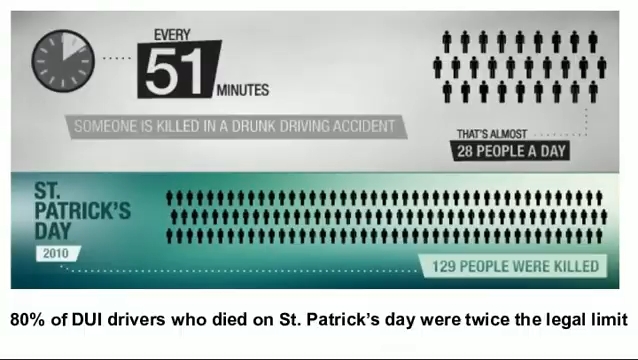 EVERY
51
MINUTES
SOMEONE IS KILLED IN A DRUNK DRIVING ACCIDENT
THAT'S ALMOST
28 PEOPLE A DAY
ST.
PATRICK'S
DAY
2010
129 PEOPLE WERE KILLED
80% of DUI drivers who died on St. Patrick's day were twice the legal limit